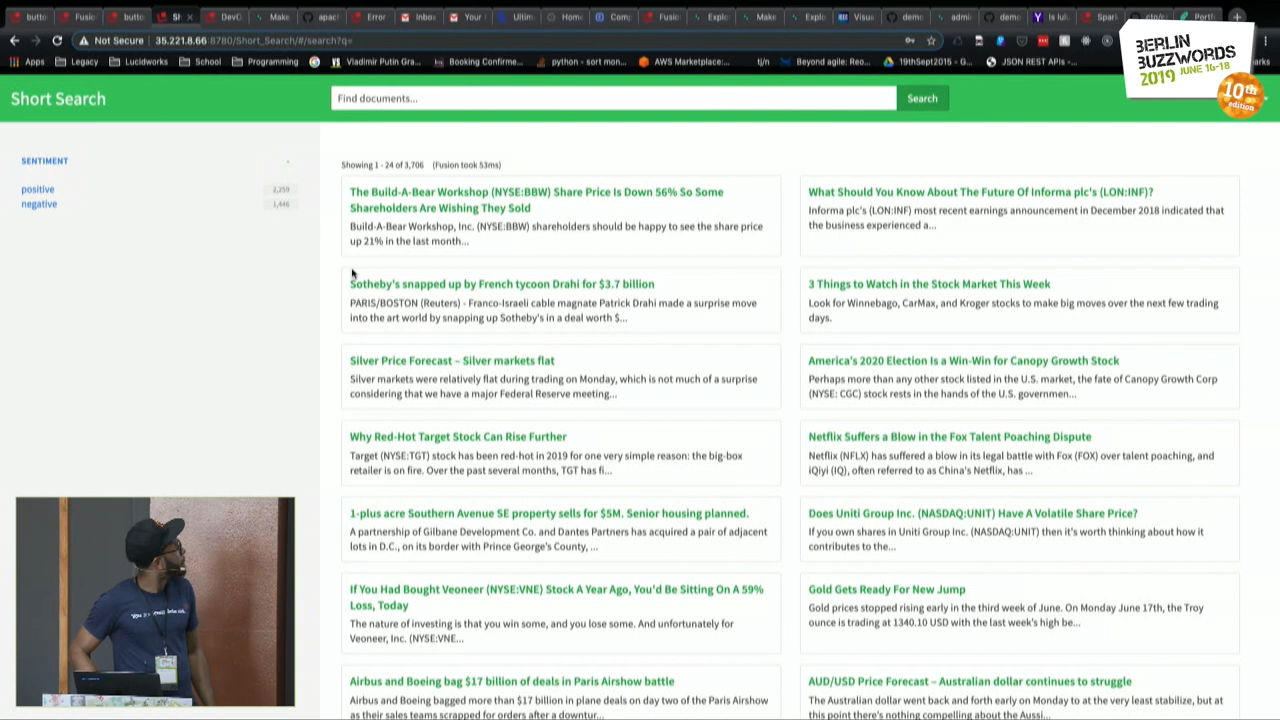 butto
Fusio
butto
Sh
DevO
Make
apac
Error
Inbox
Your
Ultim
Home
Comp
Fusio
Explo
Make
Explo
Visua
demo
admi
demo
Is lulu
Spark
Portf
Not Secure
35.221.8.66:8780/Short_Search/#/search?q=
Apps
Legacy
Lucidworks
School
Programming
Vladimir Putin Gra...
Booking Confirme...
python - sort mon...
AWS Marketplace:...
tj/n
Beyond agile: Reo...
19thSept2015 - G...
JSON REST APIs -...
BERLIN
BUZZWORDS
2019 JUNE 16-18
10th
edition
Short Search
Find documents...
Search
SENTIMENT
-
positive
2,259
negative
1,446
Showing 1 - 24 of 3,706 (Fusion took 53ms)
The Build-A-Bear Workshop (NYSE:BBW) Share Price Is Down 56% So Some
Shareholders Are Wishing They Sold
Build-A-Bear Workshop, Inc. (NYSE:BBW) shareholders should be happy to see the share price
up 21% in the last month...
What Should You Know About The Future Of Informa plc's (LON:INF)?
Informa plc's (LON:INF) most recent earnings announcement in December 2018 indicated that
the business experienced a...
Sotheby's snapped up by French tycoon Drahi for $3.7 billion
PARIS/BOSTON (Reuters) - Franco-Israeli cable magnate Patrick Drahi made a surprise move
into the art world by snapping up Sotheby's in a deal worth $...
3 Things to Watch in the Stock Market This Week
Look for Winnebago, CarMax, and Kroger stocks to make big moves over the next few trading
days.
Silver Price Forecast – Silver markets flat
Silver markets were relatively flat during trading on Monday, which is not much of a surprise
considering that we have a major Federal Reserve meeting...
America's 2020 Election Is a Win-Win for Canopy Growth Stock
Perhaps more than any other stock listed in the U.S. market, the fate of Canopy Growth Corp
(NYSE: CGC) stock rests in the hands of the U.S. governmen...
Why Red-Hot Target Stock Can Rise Further
Target (NYSE:TGT) stock has been red-hot in 2019 for one very simple reason: the big-box
retailer is on fire. Over the past several months, TGT has fi...
Netflix Suffers a Blow in the Fox Talent Poaching Dispute
Netflix (NFLX) has suffered a blow in its legal battle with Fox (FOX) over talent poaching, and
iQiyi (IQ), often referred to as China's Netflix, has ...
1-plus acre Southern Avenue SE property sells for $5M. Senior housing planned.
A partnership of Gilbane Development Co. and Dantes Partners has acquired a pair of adjacent
lots in D.C., on its border with Prince George's County, ...
Does Uniti Group Inc. (NASDAQ:UNIT) Have A Volatile Share Price?
If you own shares in Uniti Group Inc. (NASDAQ:UNIT) then it's worth thinking about how it
contributes to the...
If You Had Bought Veoneer (NYSE:VNE) Stock A Year Ago, You'd Be Sitting On A 59%
Loss, Today
The nature of investing is that you win some, and you lose some. And unfortunately for
Veoneer, Inc. (NYSE:VNE...
Gold Gets Ready For New Jump
Gold prices stopped rising early in the third week of June. On Monday June 17th, the Troy
ounce is trading at 1340.10 USD with the last week's high be...
Airbus and Boeing bag $17 billion of deals in Paris Airshow battle
Airbus and Boeing bagged more than $17 billion in plane deals on day two of the Paris Airshow
as their sales teams scrapped for orders after a downtur...
AUD/USD Price Forecast – Australian dollar continues to struggle
The Australian dollar went back and forth early on Monday to at the very least stabilize, but at
this point there's nothing compelling about the Aussi...